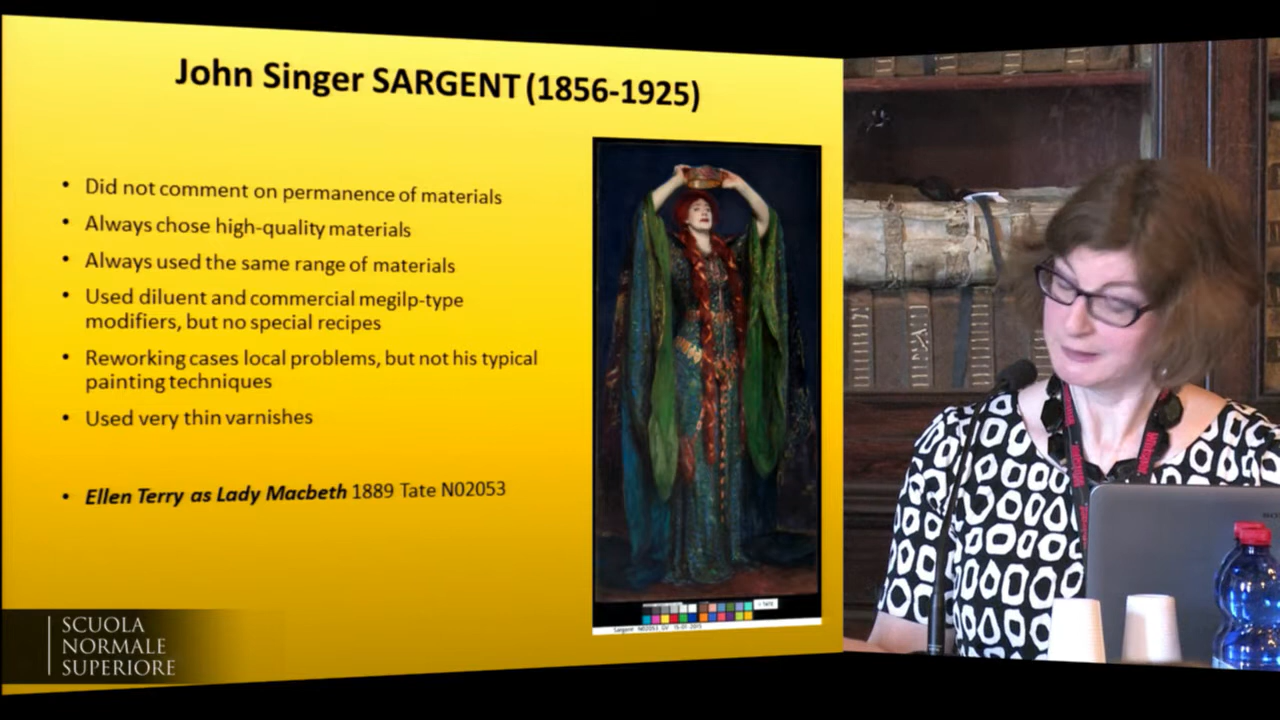 John Singer SARGENT (1856-1925)
• Did not comment on permanence of materials
• Always chose high-quality materials
• Always used the same range of materials
• Used diluent and commercial megilp-type
modifiers, but no special recipes
• Reworking cases local problems, but not his typical
painting techniques
• Used very thin varnishes
• Ellen Terry as Lady Macbeth 1889 Tate N02053
SCUOLA
NORMALE
SUPERIORE